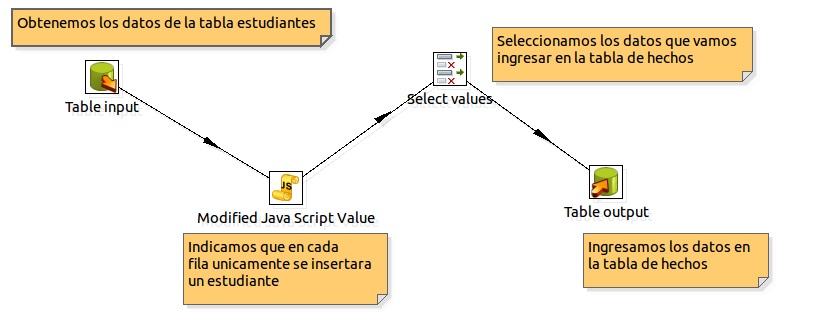 Obtenemos los datos de la tabla estudiantes
Table input
Seleccionamos los datos que vamos
ingresar en la tabla de hechos
Select values
JS
Modified Java Script Value
Indicamos que en cada
fila unicamente se insertara
un estudiante
Table output
Ingresamos los datos en
la tabla de hechos